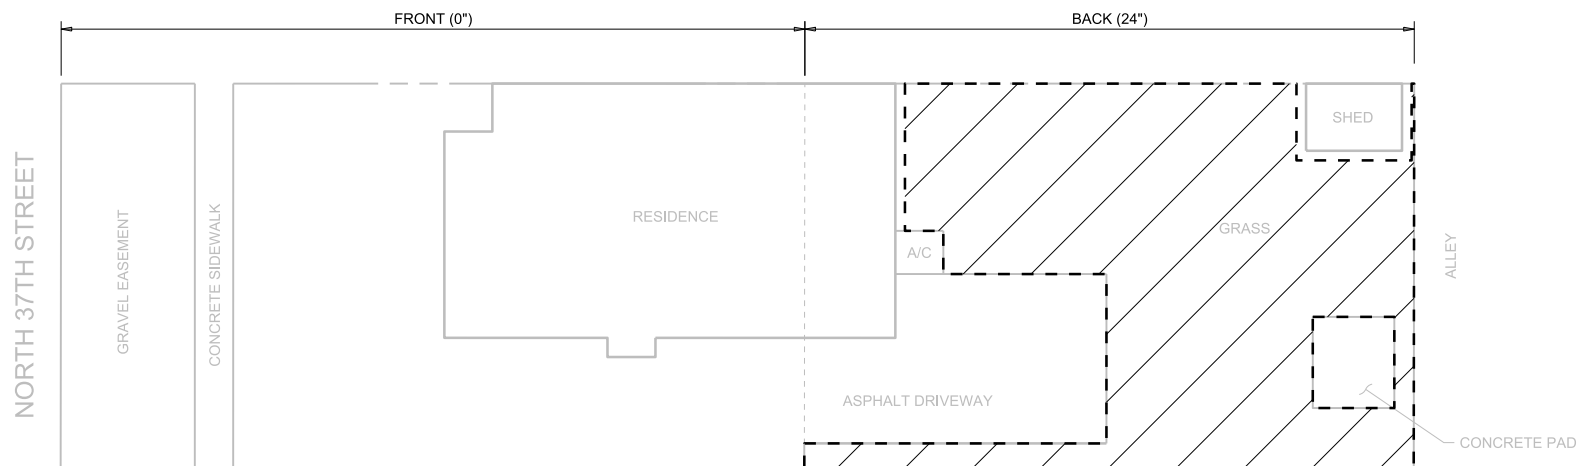 FRONT (0")
BACK (24")
SHED
RESIDENCE
GRASS
A/C
NORTH 37TH STREET
GRAVEL EASEMENT
CONCRETE SIDEWALK
ALLEY
ASPHALT DRIVEWAY
CONCRETE PAD